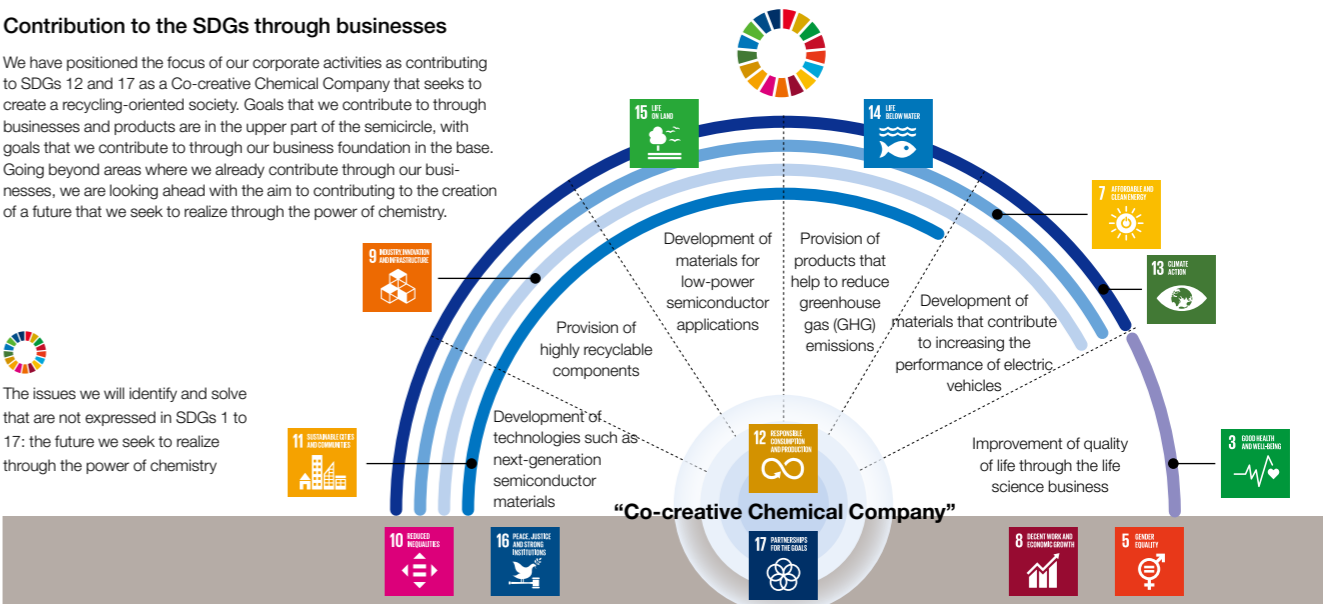 Contribution to the SDGs through businesses
We have positioned the focus of our corporate activities as contributing
to SDGs 12 and 17 as a Co-creative Chemical Company that seeks to
create a recycling-oriented society. Goals that we contribute to through
businesses and products are in the upper part of the semicircle, with
goals that we contribute to through our business foundation in the base.
Going beyond areas where we already contribute through our busi-
nesses, we are looking ahead with the aim to contributing to the creation
of a future that we seek to realize through the power of chemistry.
The issues we will identify and solve
that are not expressed in SDGs 1 to
17: the future we seek to realize
through the power of chemistry
15 LIFE
ON LAND
14 LIFE
BELOW WATER
7 AFFORDABLE AND
CLEAN ENERGY
9 INDUSTRY, INNOVATION
AND INFRASTRUCTURE
13 CLIMATE
ACTION
11 SUSTAINABLE CITIES
AND COMMUNITIES
3 GOOD HEALTH
AND WELL-BEING
Development of
technologies such as
next-generation
semiconductor
materials
Provision of
highly recyclable
components
Development of
materials for
low-power
semiconductor
applications
Provision of
products that
help to reduce
greenhouse
gas (GHG)
emissions
Development of
materials that contribute
to increasing the
performance of electric
vehicles
Improvement of quality
of life through the life
science business
12 RESPONSIBLE
CONSUMPTION
AND PRODUCTION
“Co-creative Chemical Company”
10 REDUCED
INEQUALITIES
16 PEACE, JUSTICE
AND STRONG
INSTITUTIONS
17 PARTNERSHIPS
FOR THE GOALS
8 DECENT WORK AND
ECONOMIC GROWTH
5 GENDER
EQUALITY